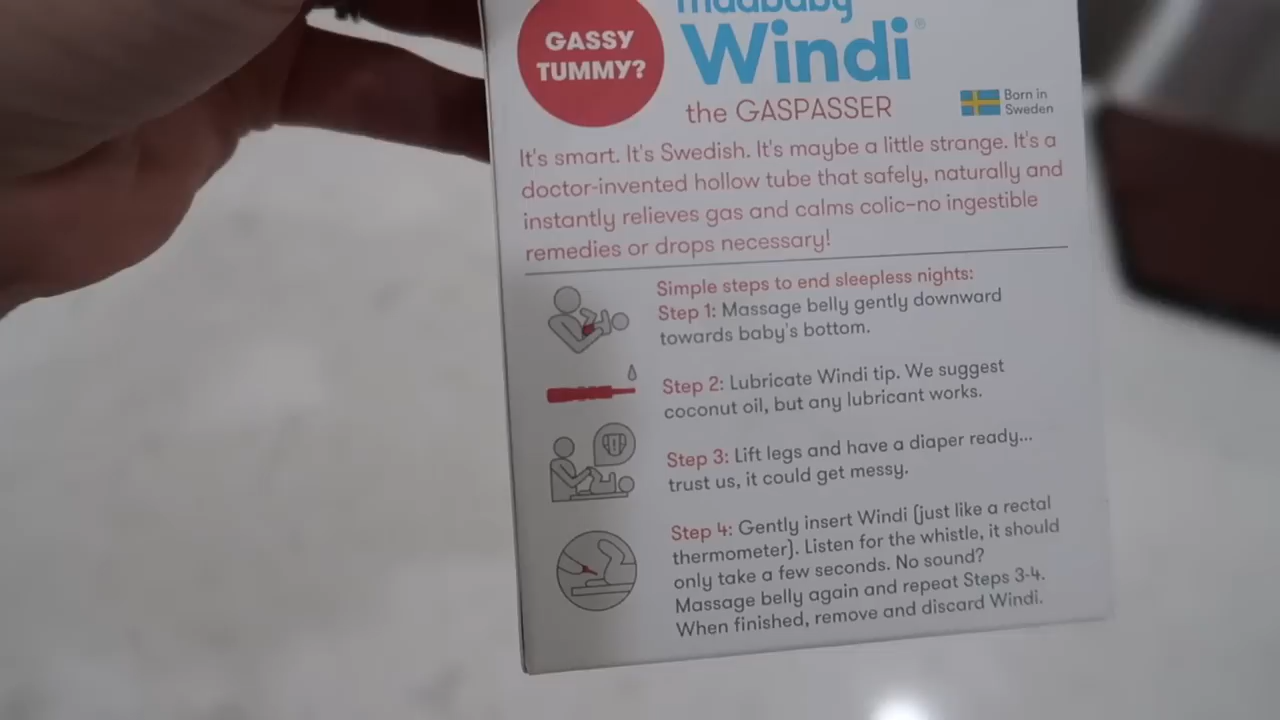 GASSY
TUMMY?
Windi®
the GASPASSER
Born in
Sweden
It's smart. It's Swedish. It's maybe a little strange. It's a
doctor-invented hollow tube that safely, naturally and
instantly relieves gas and calms colic–no ingestible
remedies or drops necessary!
Simple steps to end sleepless nights:
Step 1: Massage belly gently downward
towards baby's bottom.
Step 2: Lubricate Windi tip. We suggest
coconut oil, but any lubricant works.
Step 3: Lift legs and have a diaper ready...
trust us, it could get messy.
Step 4: Gently insert Windi (just like a rectal
thermometer). Listen for the whistle, it should
only take a few seconds. No sound?
Massage belly again and repeat Steps 3-4.
When finished, remove and discard Windi.